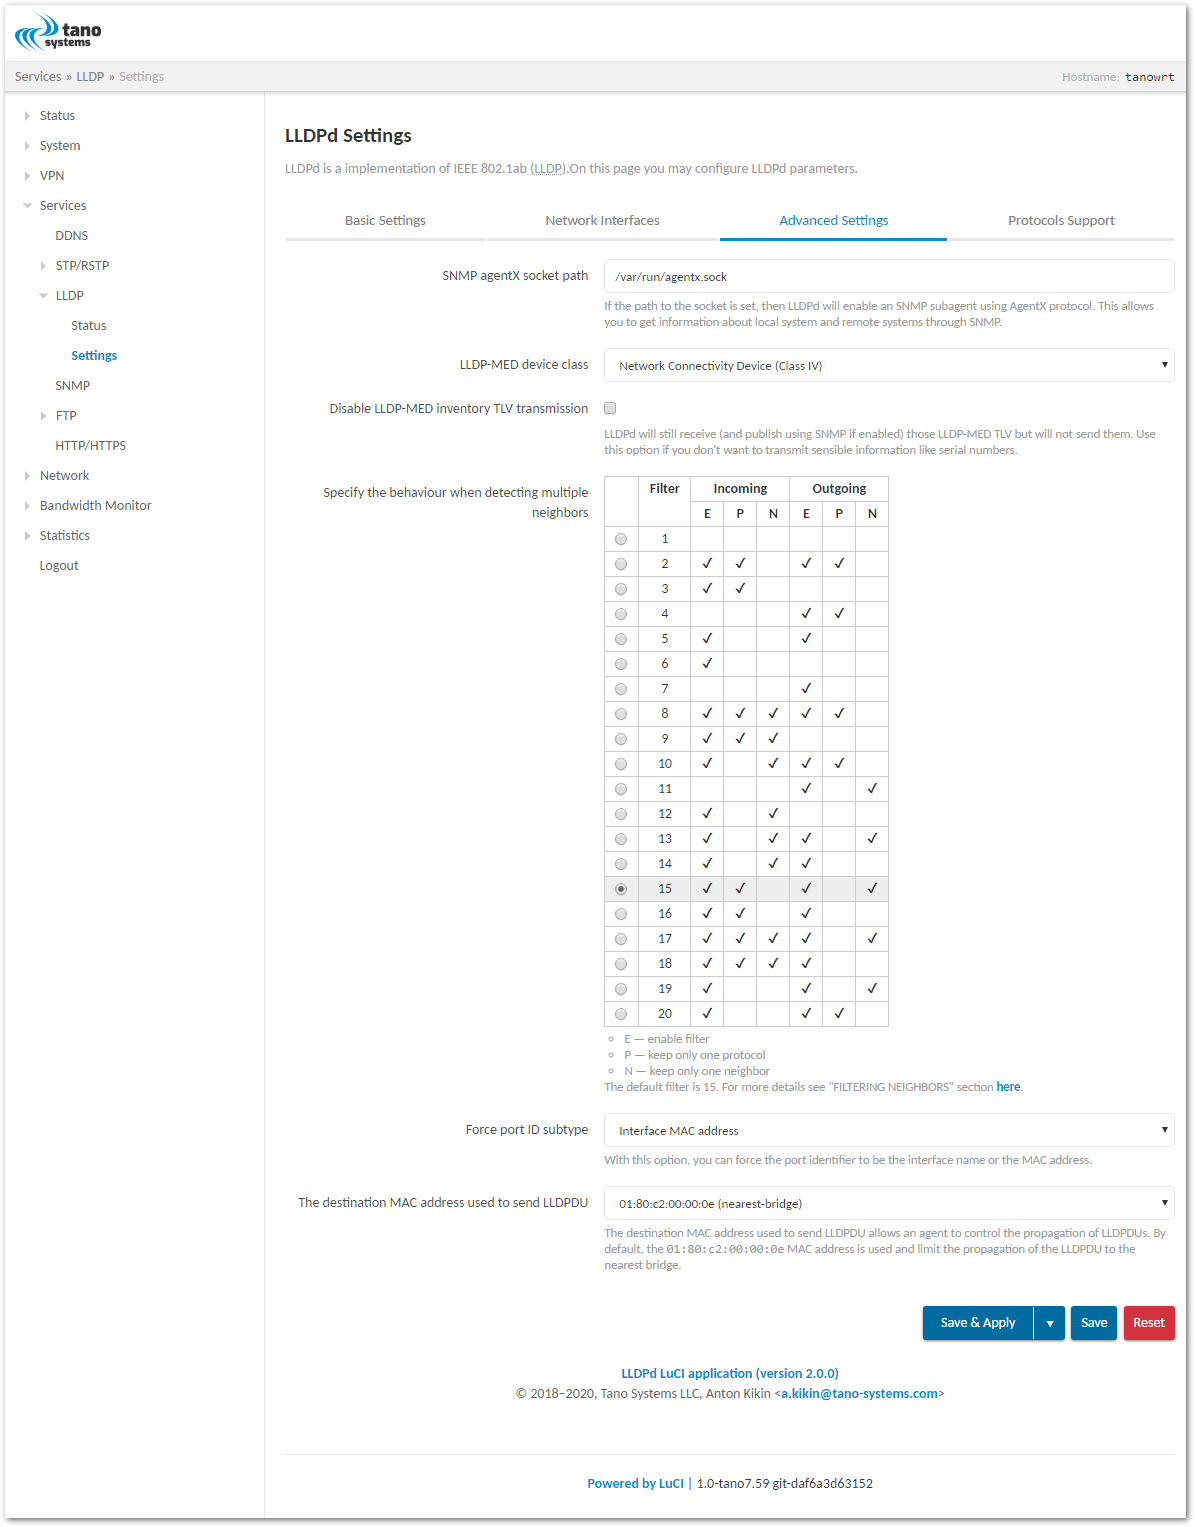 tano
systems
Services » LLDP » Settings
Hostname: tanowrt
Status
System
VPN
Services
DDNS
STP/RSTP
LLDP
Status
Settings
SNMP
FTP
HTTP/HTTPS
Network
Bandwidth Monitor
Statistics
Logout
LLDPd Settings
LLDPd is a implementation of IEEE 802.1ab (LLDP).On this page you may configure LLDPd parameters.
Basic Settings Network Interfaces Advanced Settings Protocols Support
SNMP agentX socket path /var/run/agentx.sock
If the path to the socket is set, then LLDPd will enable an SNMP subagent using AgentX protocol. This allows
you to get information about local system and remote systems through SNMP.
LLDP-MED device class Network Connectivity Device (Class IV) ▼
Disable LLDP-MED inventory TLV transmission
LLDPd will still receive (and publish using SNMP if enabled) those LLDP-MED TLV but will not send them. Use
this option if you don't want to transmit sensible information like serial numbers.
Specify the behaviour when detecting multiple
neighbors
Filter Incoming Outgoing
E P N E P N
1
2 ✓ ✓ ✓ ✓
3 ✓ ✓
4 ✓ ✓
5 ✓ ✓
6 ✓
7 ✓
8 ✓ ✓ ✓ ✓ ✓
9 ✓ ✓ ✓
10 ✓ ✓ ✓ ✓
11 ✓ ✓
12 ✓ ✓
13 ✓ ✓ ✓ ✓
14 ✓ ✓ ✓
15 ✓ ✓ ✓ ✓
16 ✓ ✓ ✓
17 ✓ ✓ ✓ ✓ ✓
18 ✓ ✓ ✓ ✓
19 ✓ ✓ ✓
20 ✓ ✓ ✓
E — enable filter
P — keep only one protocol
N — keep only one neighbor
The default filter is 15. For more details see "FILTERING NEIGHBORS" section here.
Force port ID subtype Interface MAC address ▼
With this option, you can force the port identifier to be the interface name or the MAC address.
The destination MAC address used to send LLDPDU 01:80:c2:00:00:0e (nearest-bridge) ▼
The destination MAC address used to send LLDPDU allows an agent to control the propagation of LLDPDUs. By
default, the 01:80:c2:00:00:0e MAC address is used and limit the propagation of the LLDPDU to the
nearest bridge.
Save & Apply ▼ Save Reset
LLDPd LuCI application (version 2.0.0)
© 2018–2020, Tano Systems LLC, Anton Kikin <a.kikin@tano-systems.com>
Powered by LuCI | 1.0-tano7.59 git-daf6a3d63152